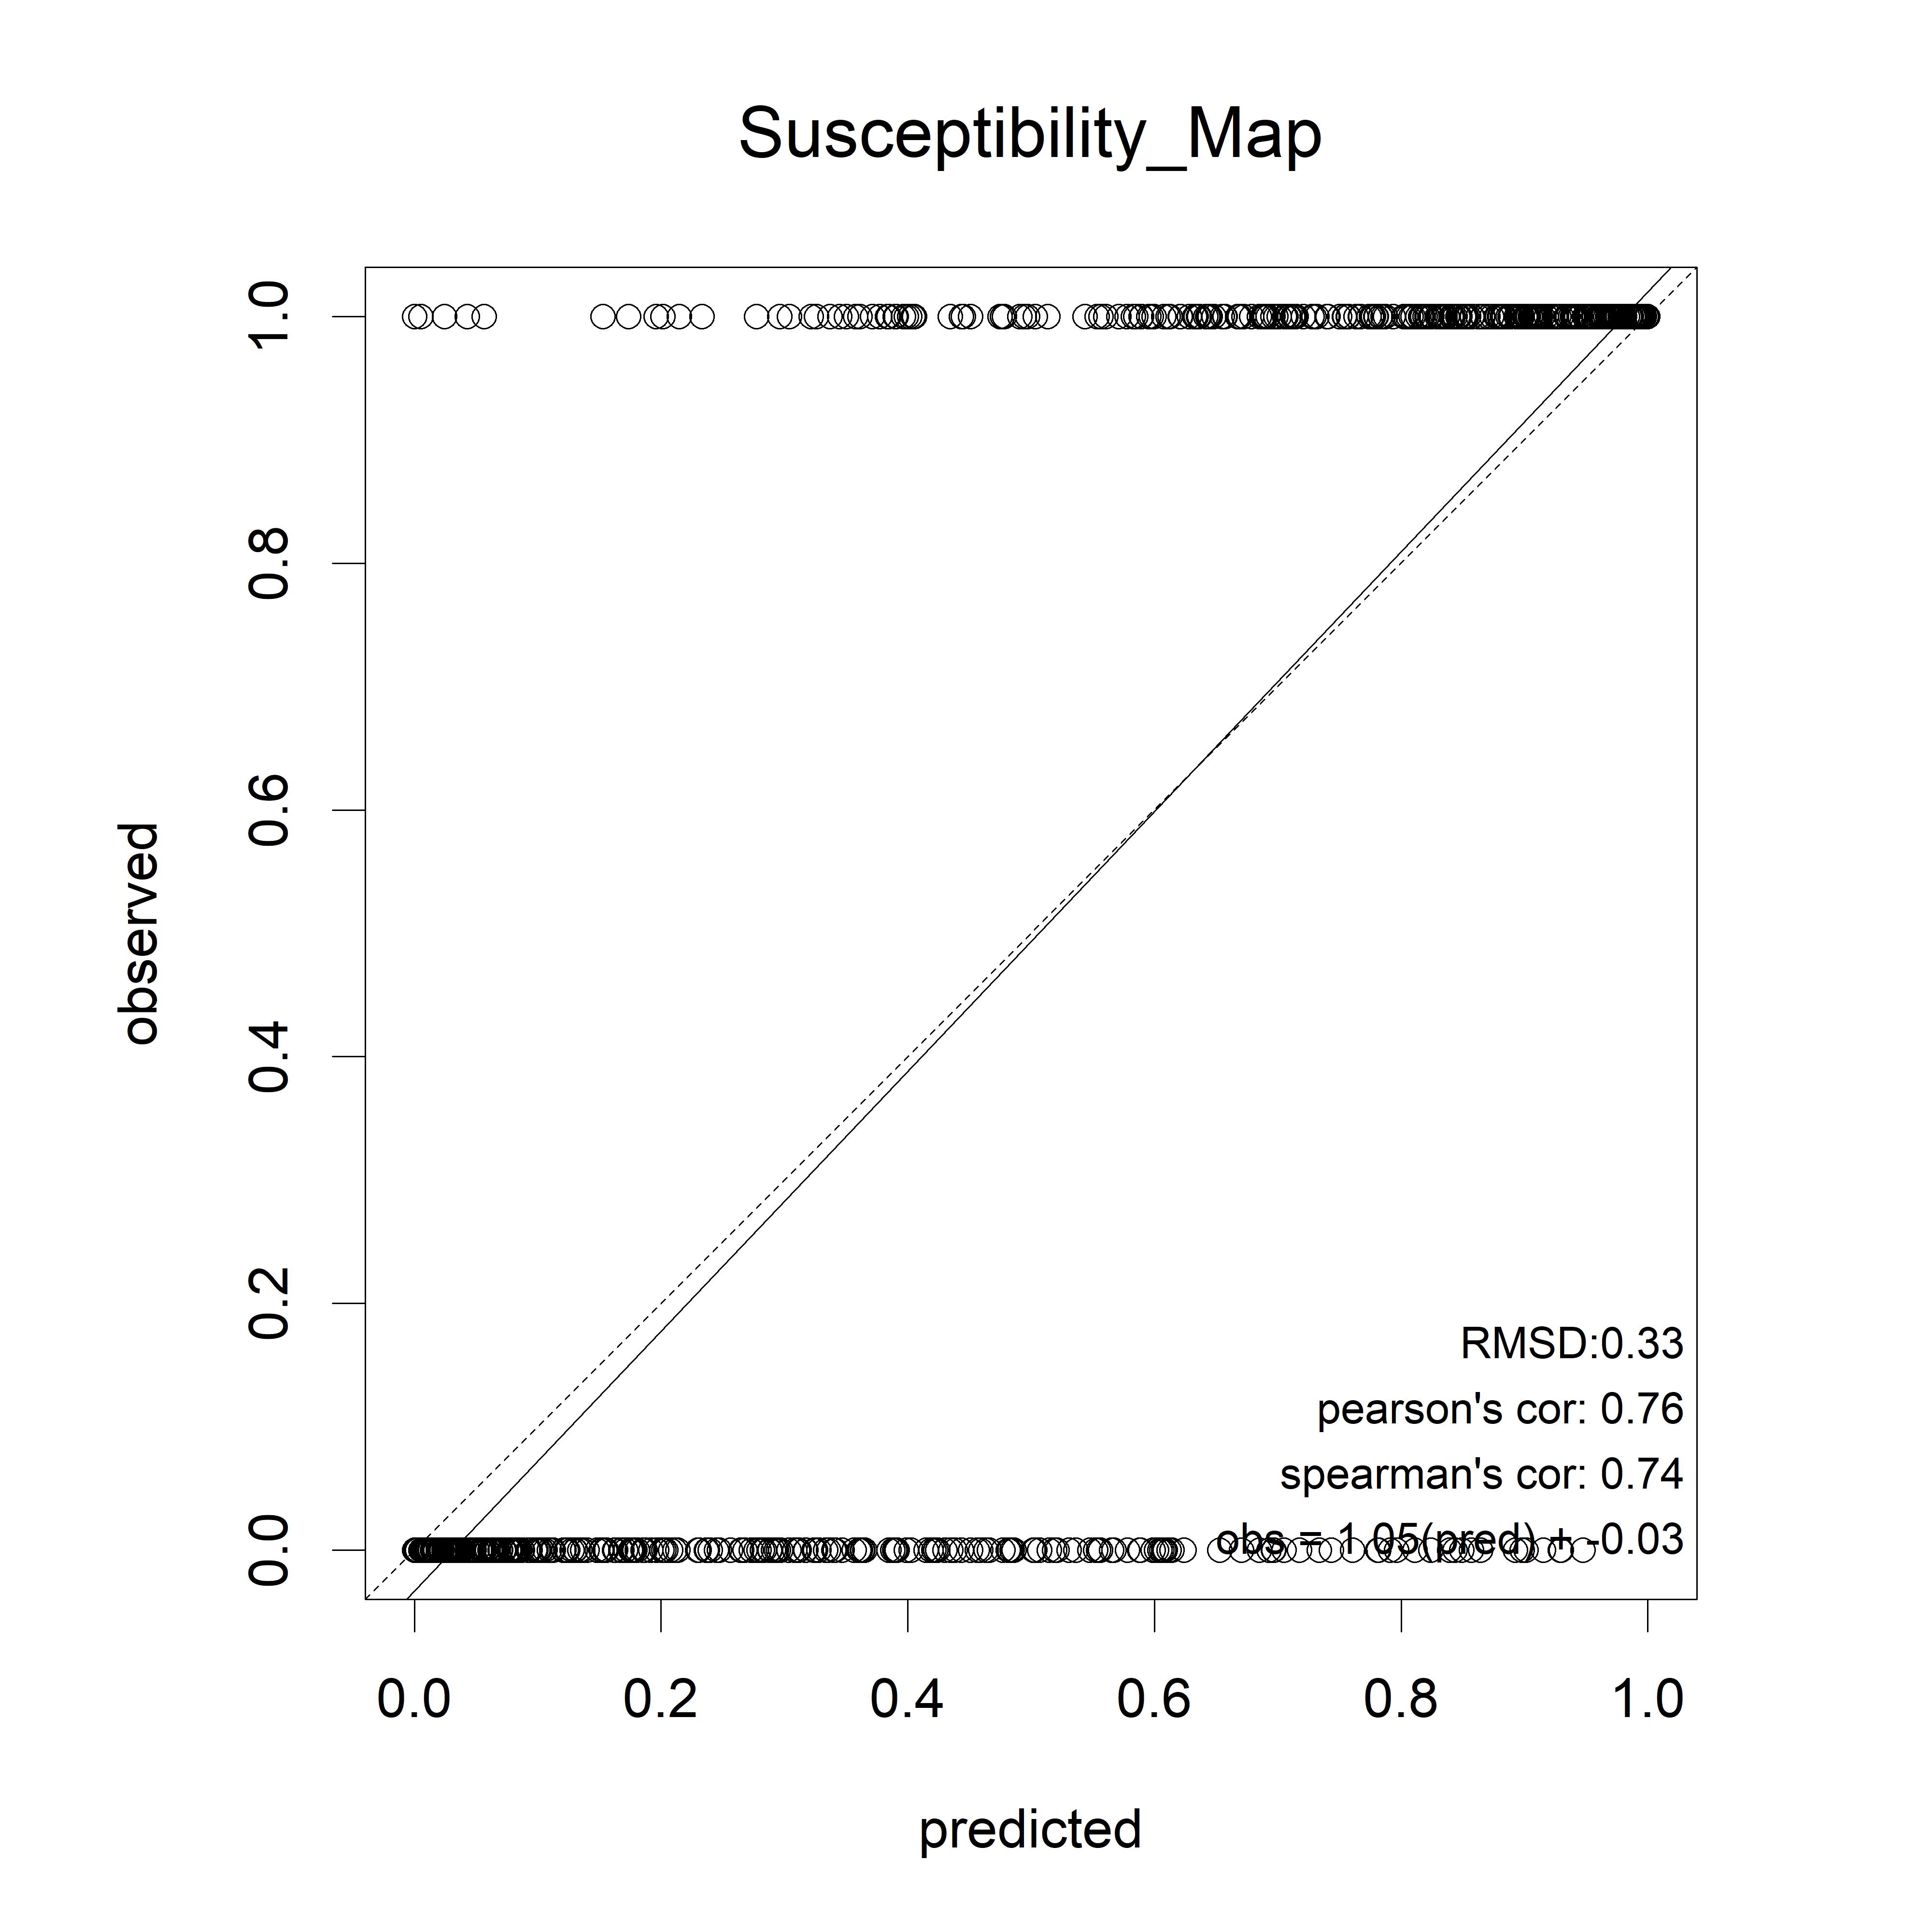 Susceptibility_Map
1.0
0.8
0.6
0.4
0.2
0.0
observed
RMSD:0.33
pearson's cor: 0.76
spearman's cor: 0.74
obs = 1.05(pred) + -0.03
0.0 0.2 0.4 0.6 0.8 1.0
predicted